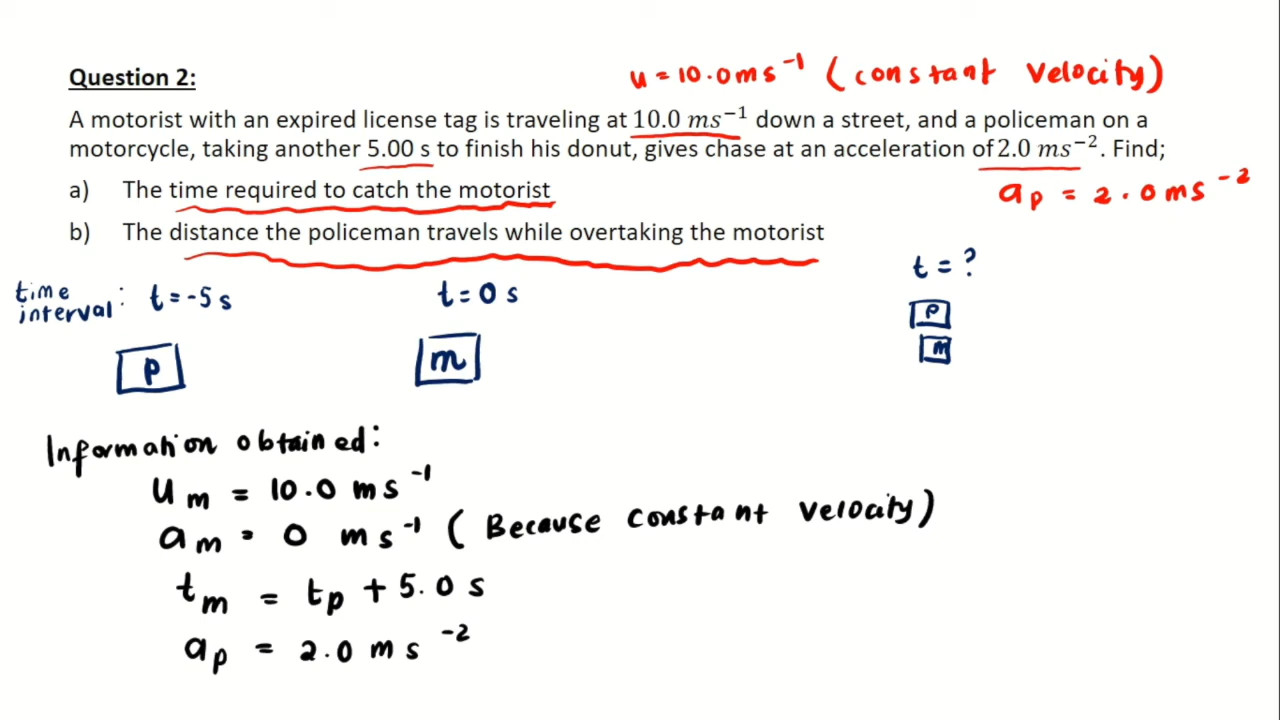 Question 2:
u = 10.0 ms⁻¹ (constant velocity)
A motorist with an expired license tag is traveling at 10.0 ms⁻¹ down a street, and a policeman on a
motorcycle, taking another 5.00 s to finish his donut, gives chase at an acceleration of 2.0 ms⁻². Find;
a) The time required to catch the motorist
aₚ = 2.0 ms⁻²
b) The distance the policeman travels while overtaking the motorist
time
interval: t = -5 s
t = 0 s
t = ?
P
m
P
m
Information obtained:
uₘ = 10.0 ms⁻¹
aₘ = 0 ms⁻¹ (Because constant velocity)
tₘ = tₚ + 5.0 s
aₚ = 2.0 ms⁻²